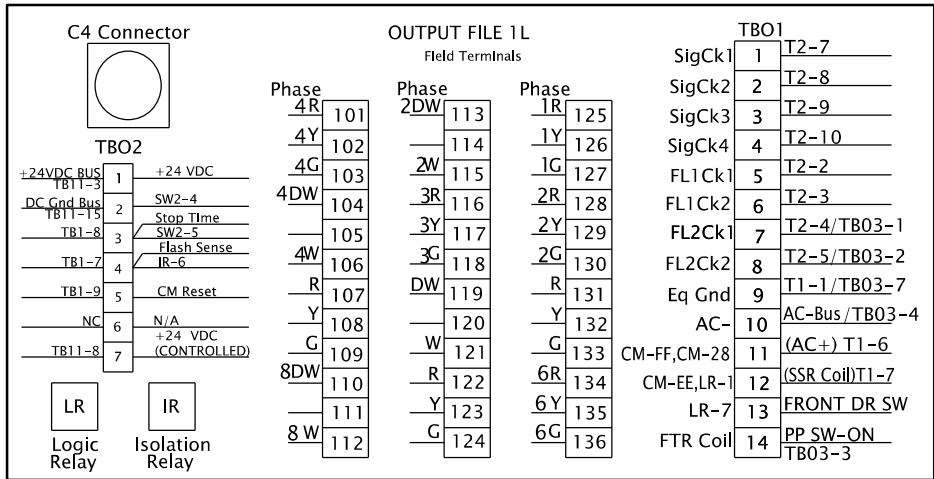 C4 Connector
TBO2
+24VDC BUS 1 +24 VDC
TB11-3
DC Gnd Bus 2 SW2-4
TB11-15
Stop Time
TB1-8 3 SW2-5
Flash Sense
TB1-7 4 IR-6
TB1-9 5 CM Reset
NC 6 N/A
+24 VDC
TB11-8 7 (CONTROLLED)
LR IR
Logic Relay
Isolation Relay
OUTPUT FILE 1L
Field Terminals
Phase
4R 101
4Y 102
4G 103
4DW 104
105
4W 106
R 107
Y 108
G 109
8DW 110
111
8 W 112
Phase
2DW 113
114
2W 115
3R 116
3Y 117
3G 118
DW 119
120
W 121
R 122
Y 123
G 124
Phase
1R 125
1Y 126
1G 127
2R 128
2Y 129
2G 130
R 131
Y 132
G 133
6R 134
6 Y 135
6G 136
TBO1
SigCk1 1 T2-7
SigCk2 2 T2-8
SigCk3 3 T2-9
SigCk4 4 T2-10
FL1Ck1 5 T2-2
FL1Ck2 6 T2-3
FL2Ck1 7 T2-4/TB03-1
FL2Ck2 8 T2-5/TB03-2
Eq Gnd 9 T1-1/TB03-7
AC- 10 AC-Bus/TB03-4
CM-FF,CM-28 11 (AC+) T1-6
CM-EE,LR-1 12 (SSR Coil)T1-7
LR-7 13 FRONT DR SW
FTR Coil 14 PP SW-ON
TB03-3